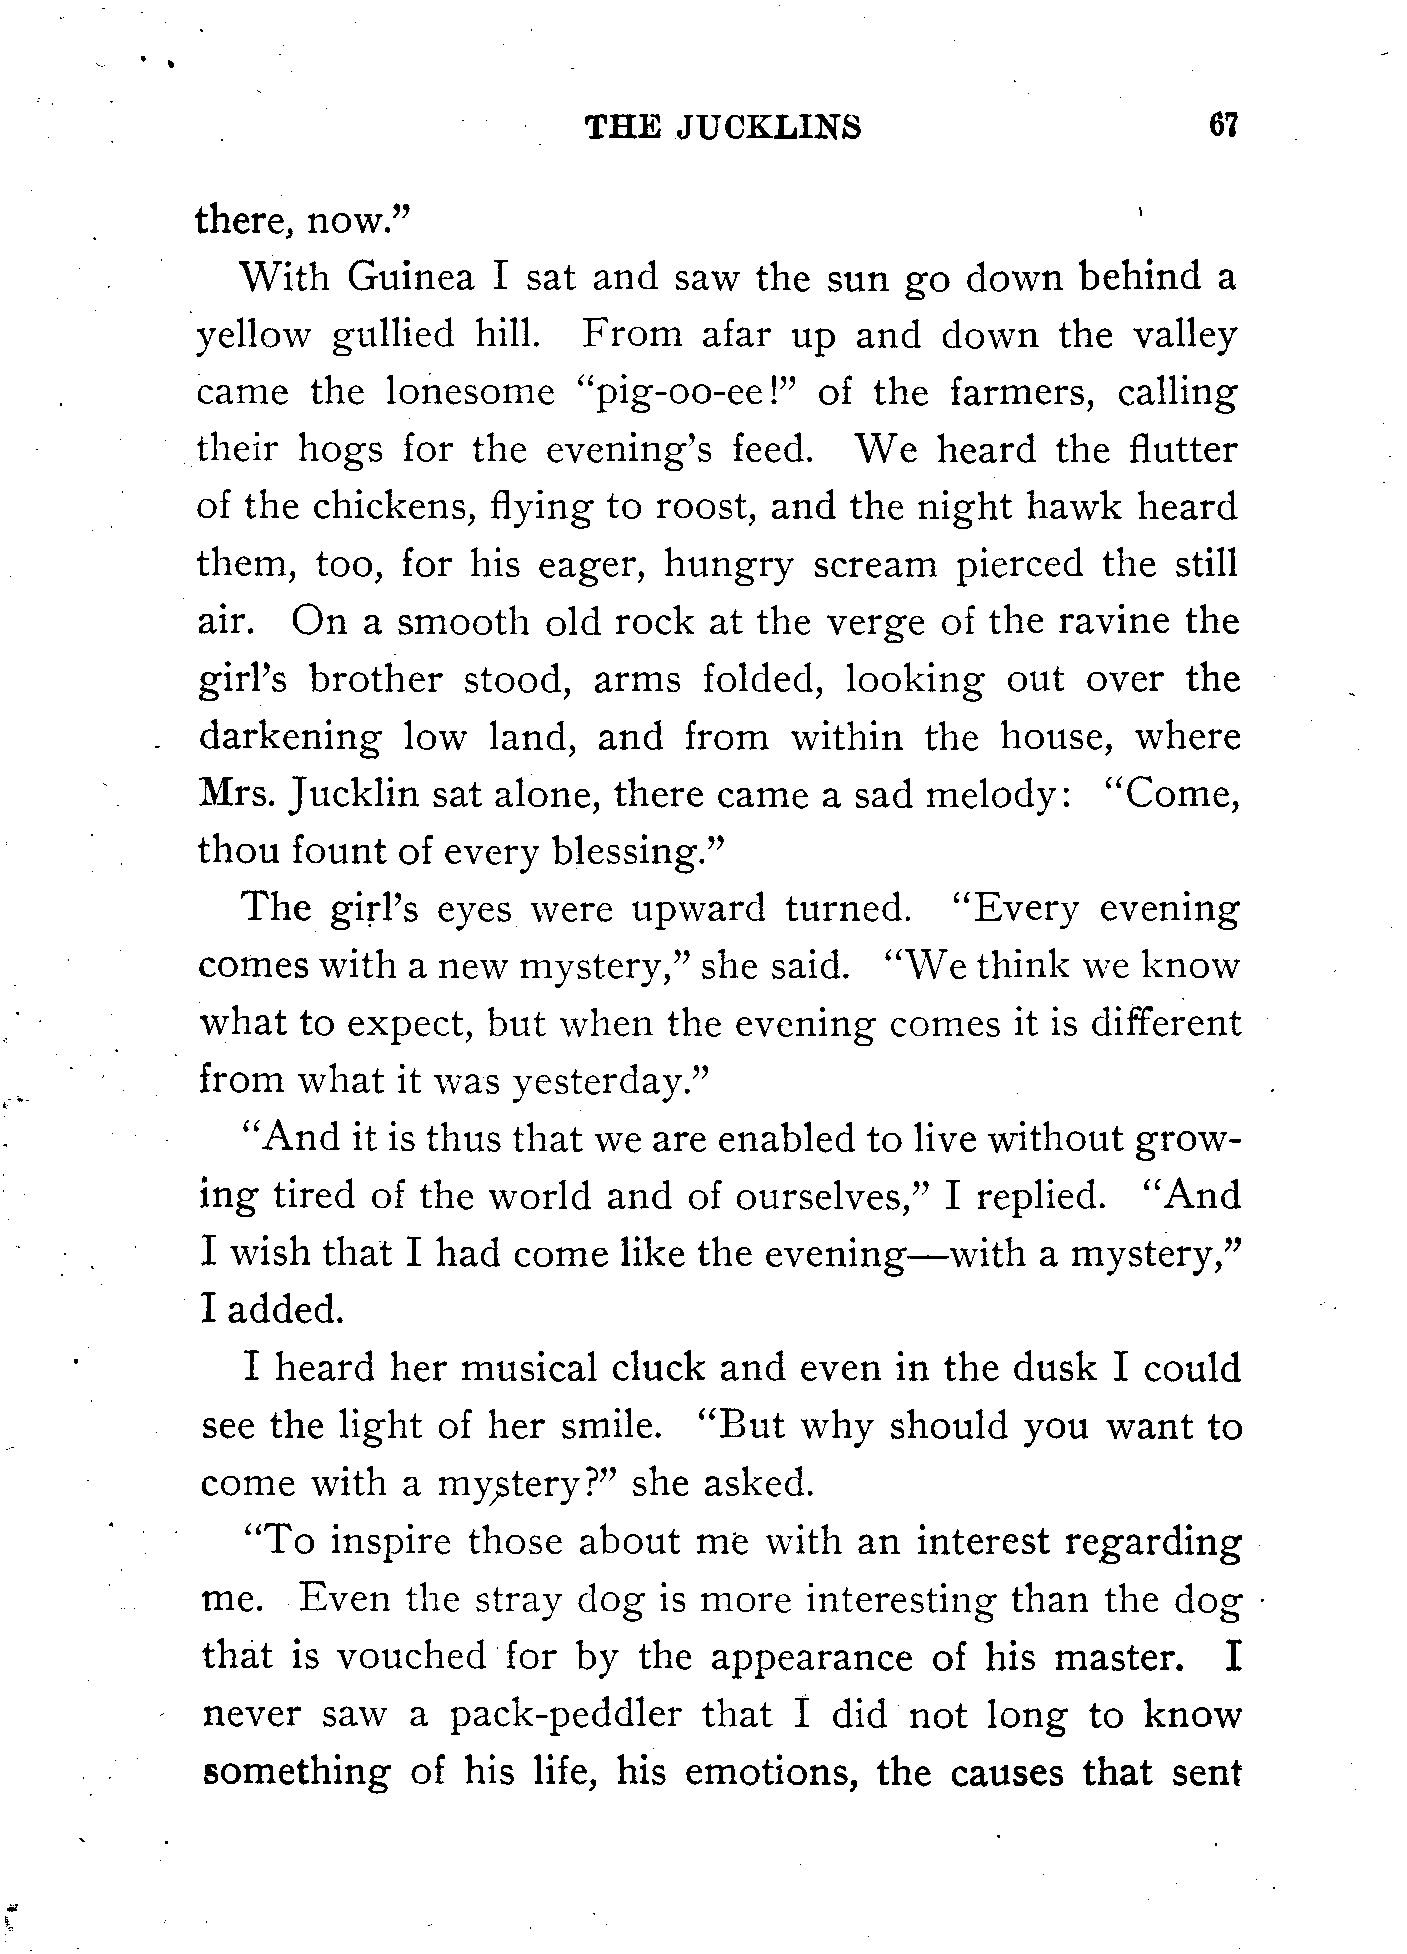 THE JUCKLINS 67
there, now.”
With Guinea I sat and saw the sun go down behind a
yellow gullied hill. From afar up and down the valley
came the lonesome “pig-oo-ee!” of the farmers, calling
their hogs for the evening’s feed. We heard the flutter
of the chickens, flying to roost, and the night hawk heard
them, too, for his eager, hungry scream pierced the still
air. On a smooth old rock at the verge of the ravine the
girl’s brother stood, arms folded, looking out over the
darkening low land, and from within the house, where
Mrs. Jucklin sat alone, there came a sad melody: “Come,
thou fount of every blessing.”
The girl’s eyes were upward turned. “Every evening
comes with a new mystery,” she said. “We think we know
what to expect, but when the evening comes it is different
from what it was yesterday.”
“And it is thus that we are enabled to live without grow-
ing tired of the world and of ourselves,” I replied. “And
I wish that I had come like the evening—with a mystery,”
I added.
I heard her musical cluck and even in the dusk I could
see the light of her smile. “But why should you want to
come with a mystery?” she asked.
“To inspire those about me with an interest regarding
me. Even the stray dog is more interesting than the dog
that is vouched for by the appearance of his master. I
never saw a pack-peddler that I did not long to know
something of his life, his emotions, the causes that sent